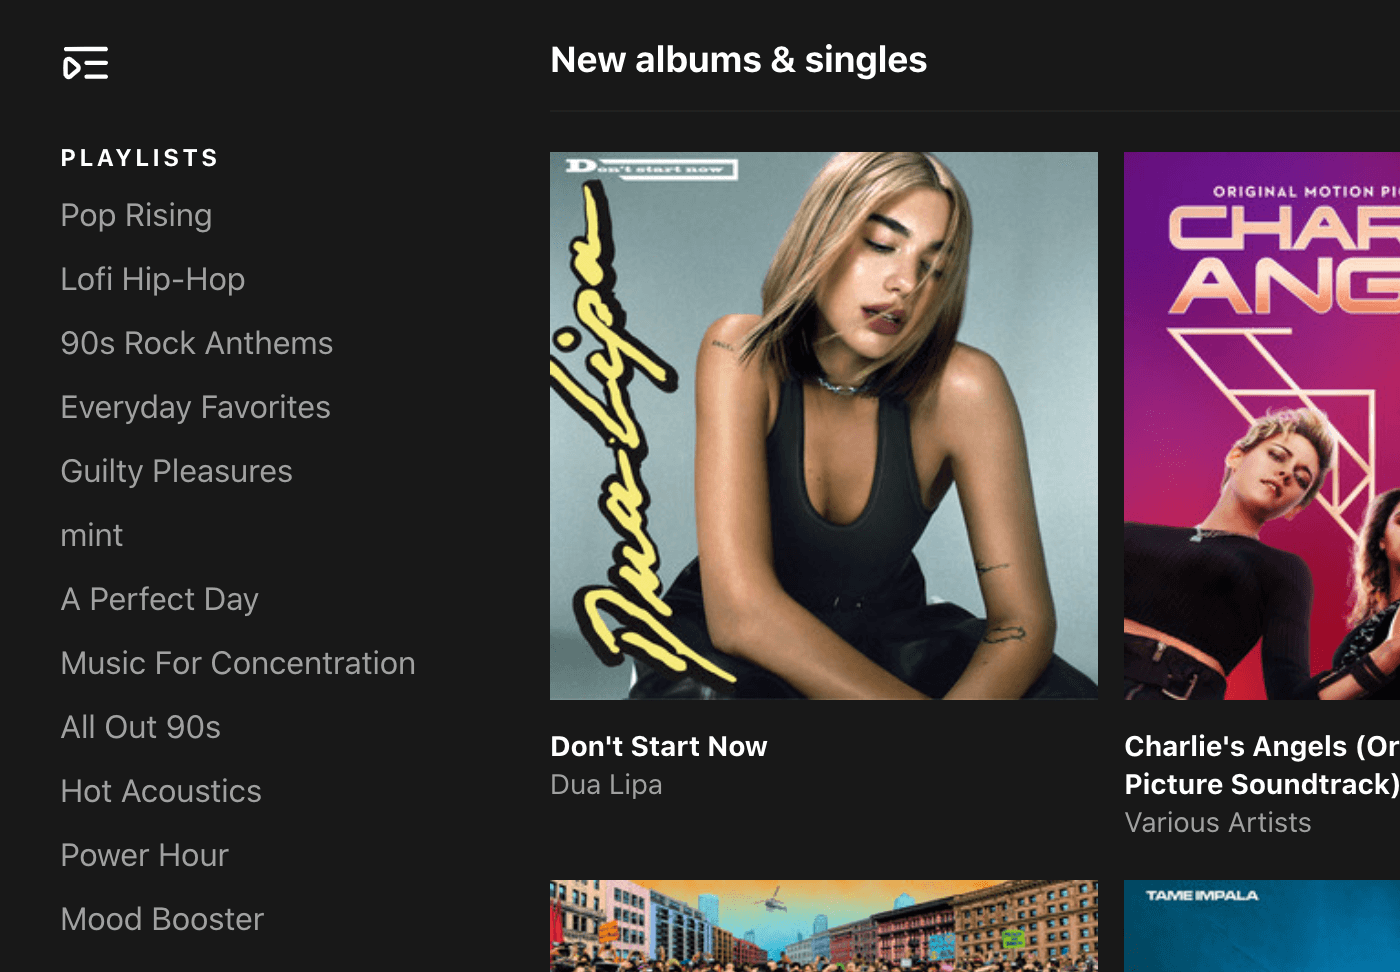 PLAYLISTS
Pop Rising
Lofi Hip-Hop
90s Rock Anthems
Everyday Favorites
Guilty Pleasures
mint
A Perfect Day
Music For Concentration
All Out 90s
Hot Acoustics
Power Hour
Mood Booster
New albums & singles
Don't start now
Dua Lipa
Don't Start Now
Dua Lipa
ORIGINAL MOTION PI
CHAR
ANG
Charlie's Angels (Or
Picture Soundtrack)
Various Artists
TAME IMPALA